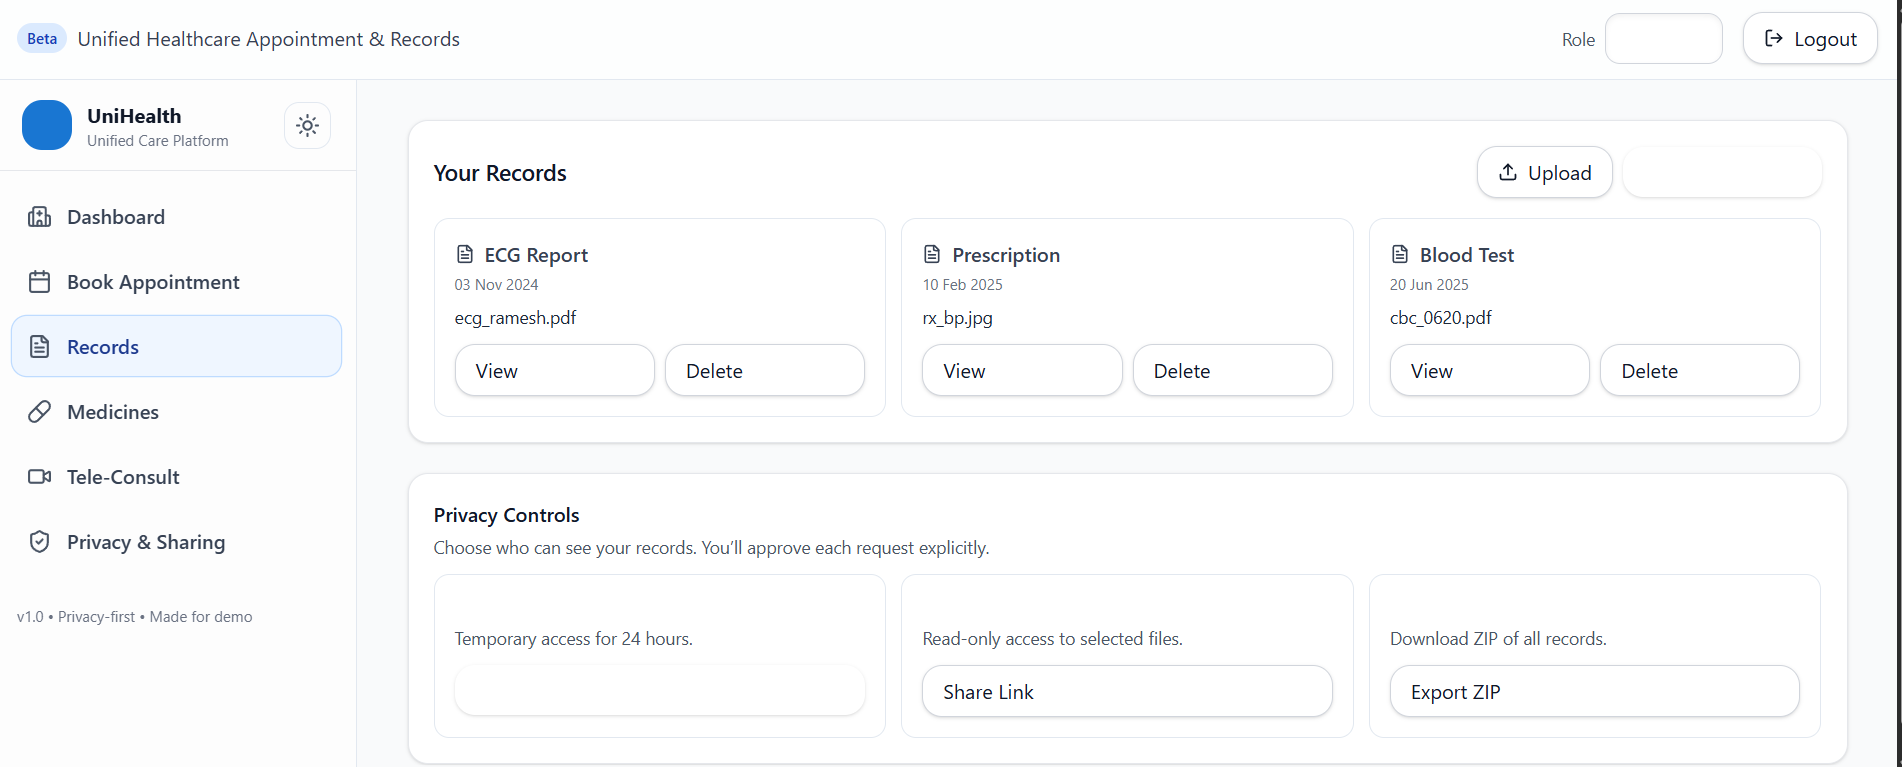 Beta Unified Healthcare Appointment & Records
Role
Logout
UniHealth
Unified Care Platform
Dashboard
Book Appointment
Records
Medicines
Tele-Consult
Privacy & Sharing
v1.0 • Privacy-first • Made for demo
Your Records
Upload
ECG Report
03 Nov 2024
ecg_ramesh.pdf
View
Delete
Prescription
10 Feb 2025
rx_bp.jpg
View
Delete
Blood Test
20 Jun 2025
cbc_0620.pdf
View
Delete
Privacy Controls
Choose who can see your records. You’ll approve each request explicitly.
Temporary access for 24 hours.
Read-only access to selected files.
Share Link
Download ZIP of all records.
Export ZIP